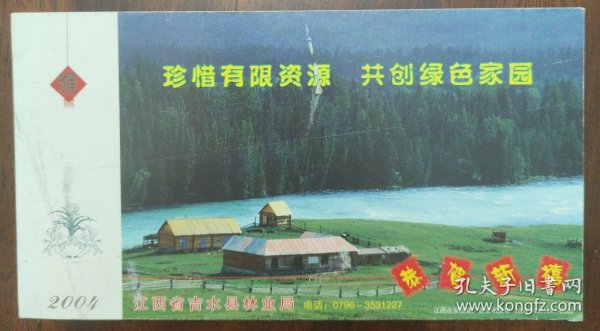 珍惜有限资源 共创绿色家园
恭贺新禧
2004
江西省吉水县林业局 电话：0796-3531227
孔夫子旧书网
www.kongfz.com